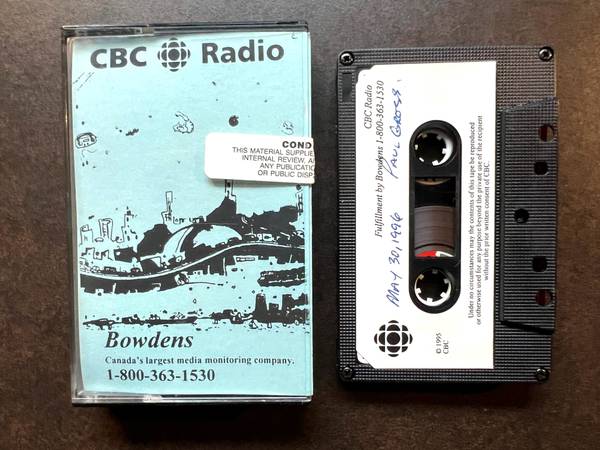 CBC Radio
COND
THIS MATERIAL SUPPLIE
INTERNAL REVIEW, A
ANY PUBLICATIO
OR PUBLIC DISP
Bowdens
Canada's largest media monitoring company.
1-800-363-1530
CBC Radio
Fulfillment by Bowdens 1-800-363-1530
MAY 30, 1996 PAUL GROSS.
Under no circumstances may the contents of this tape be reproduced
or otherwise used for any purpose beyond the private use of the recipient
without the prior written consent of CBC.
© 1995
CBC